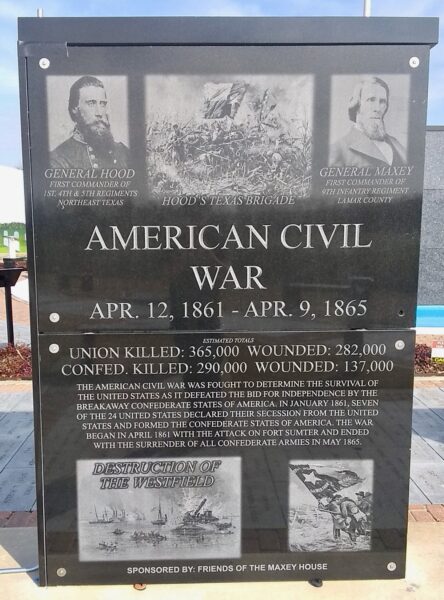 GENERAL HOOD
FIRST COMMANDER OF
1ST, 4TH & 5TH REGIMENTS
NORTHEAST TEXAS
HOOD'S TEXAS BRIGADE
GENERAL MAXEY
FIRST COMMANDER OF
9TH INFANTRY REGIMENT
LAMAR COUNTY
AMERICAN CIVIL
WAR
APR. 12, 1861 - APR. 9, 1865
ESTIMATED TOTALS
UNION KILLED: 365,000 WOUNDED: 282,000
CONFED. KILLED: 290,000 WOUNDED: 137,000
THE AMERICAN CIVIL WAR WAS FOUGHT TO DETERMINE THE SURVIVAL OF
THE UNITED STATES AS IT DEFEATED THE BID FOR INDEPENDENCE BY THE
BREAKAWAY CONFEDERATE STATES OF AMERICA. IN JANUARY 1861, SEVEN
OF THE 24 UNITED STATES DECLARED THEIR SECESSION FROM THE UNITED
STATES AND FORMED THE CONFEDERATE STATES OF AMERICA. THE WAR
BEGAN IN APRIL 1861 WITH THE ATTACK ON FORT SUMTER AND ENDED
WITH THE SURRENDER OF ALL CONFEDERATE ARMIES IN MAY 1865.
DESTRUCTION OF
OF THE WESTFIELD
SPONSORED BY: FRIENDS OF THE MAXEY HOUSE